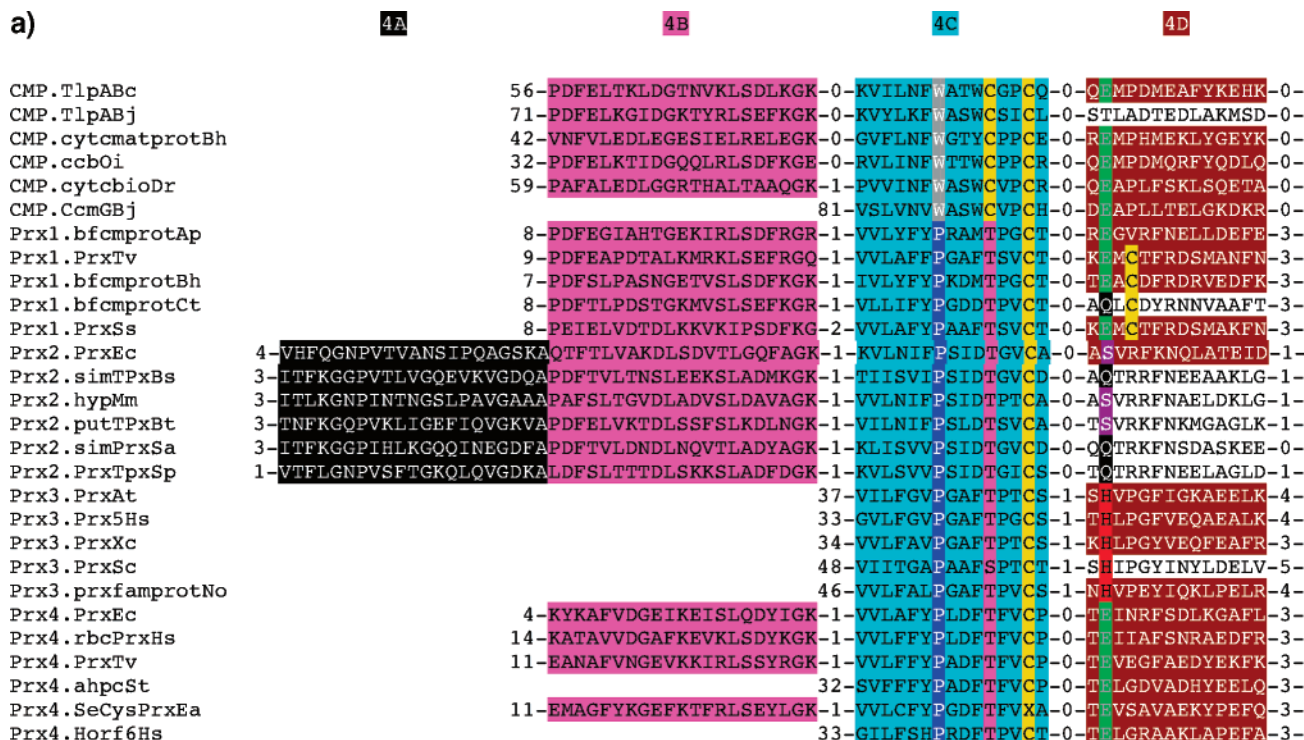 a) 4A 4B 4C 4D
CMP.TlpABc 56-PDFELTKLDGTNVKLSDLKGK-0-KVILNFWATWCGPCQ-0-QEMPDMEAFYKEHK-0-
CMP.TlpABj 71-PDFELKGIDGKTYRLSEFKGK-0-KVYLKFWASWCSICL-0-STLADTEDLAKMSD-0-
CMP.cytcmatprotBh 42-VNFVLEDLEGESIELRELEGK-0-GVFLNFWGTYCPPCE-0-REMPHMEKLYGEYK-0-
CMP.ccbOi 32-PDFELKTIDGQQLRLSDFKGE-0-RVLINFWTTWCPPCR-0-QEMPDMQRFYQDLQ-0-
CMP.cytcbioDr 59-PAFALEDLGGRTHALTAAQGK-1-PVVINFWASWCVPCR-0-QEAPLFSKLSQETA-0-
CMP.CcmGBj 81-VSLVNVWASWCVPCH-0-DEAPLLTELGKDKR-0-
Prx1.bfcmprotAp 8-PDFEGIAHTGEKIRLSDFRGR-0-VVLYFYPRAMTPGCT-0-REGVRFNELLDEFE-3-
Prx1.PrxTv 9-PDFEAPDTALKMRKLSEFRGQ-1-VVLAFFPGAFTSVCT-0-KEMCTFRDSMANFN-3-
Prx1.bfcmprotBh 7-PDFSLPASNGETVSLSDFKGK-0-IVLYFYPKDMTPGCT-0-TEACDFRDRVEDFK-3-
Prx1.bfcmprotCt 8-PDFTLPDSTGKMVSLSEFKGR-0-VLLIFYPGDDTPVCT-0-AQLCDYRNNVAAFT-3-
Prx1.PrxSs 8-PEIELVDTDLKKVKIPSDFKG-2-VVLAFYPAAFTSVCT-0-KEMCTFRDSMAKFN-3-
Prx2.PrxEc 4-VHFQGNPVTVANSIPQAGSKAQTFTLVAKDLSDVTLGQFAGK-1-KVLNIFPSIDTGVCA-0-ASVRFKNQLATEID-1-
Prx2.simTPxBs 3-ITFKGGPVTLVGQEVKVGDQAPDFTVLTNSLEEKSLADMKGK-1-TIISVIPSIDTGVCD-0-AQTRRFNEEAAKLG-1-
Prx2.hypMm 3-ITLKGNPINTNGSLPAVGAAAPAFSLTGVDLADVSLDAVAGK-1-VVLNIFPSIDTPTCA-0-ASVRRFNAELDKLG-1-
Prx2.putTPxBt 3-TNFKGQPVKLIGEFIQVGKVAPDFELVKTDLSSFSLKDLNGK-1-VVLNIFPSLDTSVCA-0-TSVRKFNKMGAGLK-1-
Prx2.simPrxSa 3-ITFKGGPIHLKGQQINEGDFAPDFTVLDNDLNQVTLADYAGK-1-KLISVVPSIDTGVCD-0-QQTRKFNSDASKEE-0-
Prx2.PrxTpxSp 1-VTFLGNPVSFTGKQLQVGDKALDFSLTTTDLSKKSLADFDGK-1-KVLSVVPSIDTGICS-0-TQTRRFNEELAGLD-1-
Prx3.PrxAt 37-VILFGVPGAFTPTCS-1-SHVPGFIGKAEELK-4-
Prx3.Prx5Hs 33-GVLFGVPGAFTPGCS-1-THLPGFVEQAEALK-4-
Prx3.PrxXc 34-VVLFAVPGAFTPTCS-1-KHLPGYVEQFEAFR-3-
Prx3.PrxSc 48-VIITGAPAAFSPTCT-1-SHIPGYINYLDELV-5-
Prx3.prxfamprotNo 46-VVLFALPGAFTPVCS-1-NHVPEYIQKLPELR-4-
Prx4.PrxEc 4-KYKAFVDGEIKEISLQDYIGK-1-VVLAFYPLDFTFVCP-0-TEINRFSDLKGAFL-3-
Prx4.rbcPrxHs 14-KATAVVDGAFKEVKLSDYKGK-1-VVLFFYPLDFTFVCP-0-TEIIAFSNRAEDFR-3-
Prx4.PrxTv 11-EANAFVNGEVKKIRLSSYRGK-1-VVLFFYPADFTFVCP-0-TEVEGFAEDYEKFK-3-
Prx4.ahpcSt 32-SVFFFYPADFTFVCP-0-TELGDVADHYEELQ-3-
Prx4.SeCysPrxEa 11-EMAGFYKGEFKTFRLSEYLGK-1-VVLCFYPGDFTFVXA-0-TEVSAVAEKYPEFQ-3-
Prx4.Horf6Hs 33-GILFSHPRDFTPVCT-0-TELGRAAKLAPEFA-3-